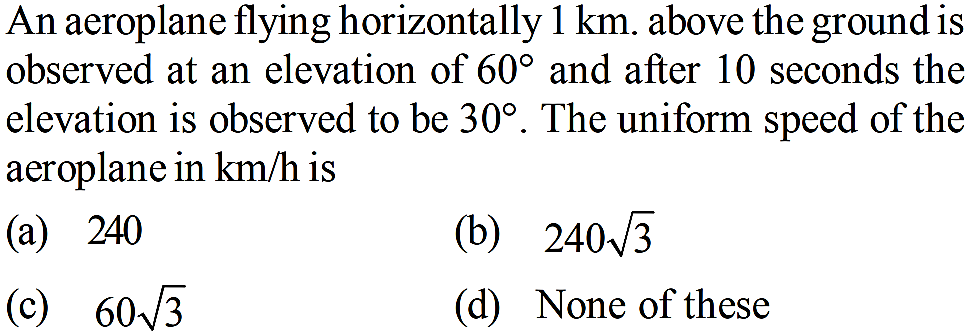 An aeroplane flying horizontally 1 km. above the ground is
observed at an elevation of 60° and after 10 seconds the
elevation is observed to be 30°. The uniform speed of the
aeroplane in km/h is
(a) 240 (b) 240√3
(c) 60√3 (d) None of these